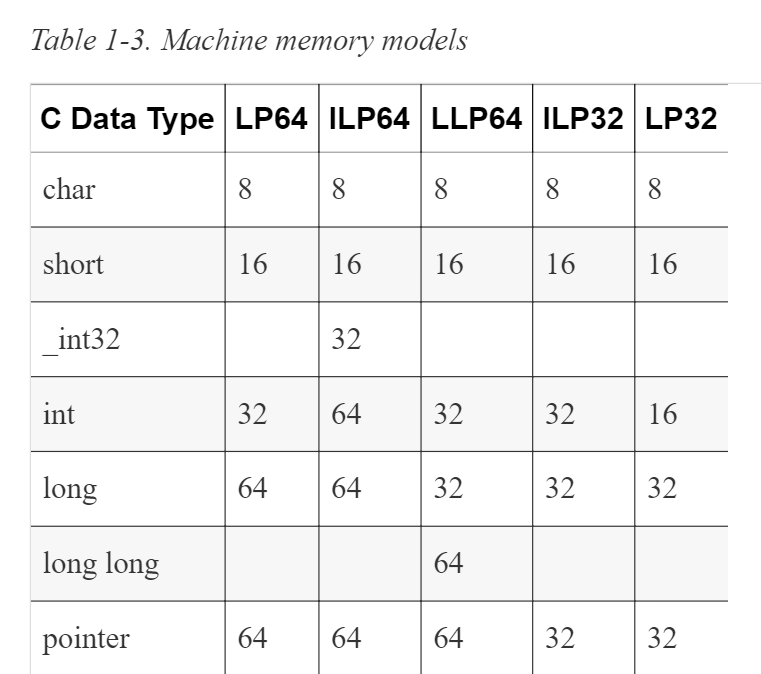 Table 1-3. Machine memory models
C Data Type LP64 ILP64 LLP64 ILP32 LP32
char 8 8 8 8 8
short 16 16 16 16 16
_int32 32
int 32 64 32 32 16
long 64 64 32 32 32
long long 64
pointer 64 64 64 32 32